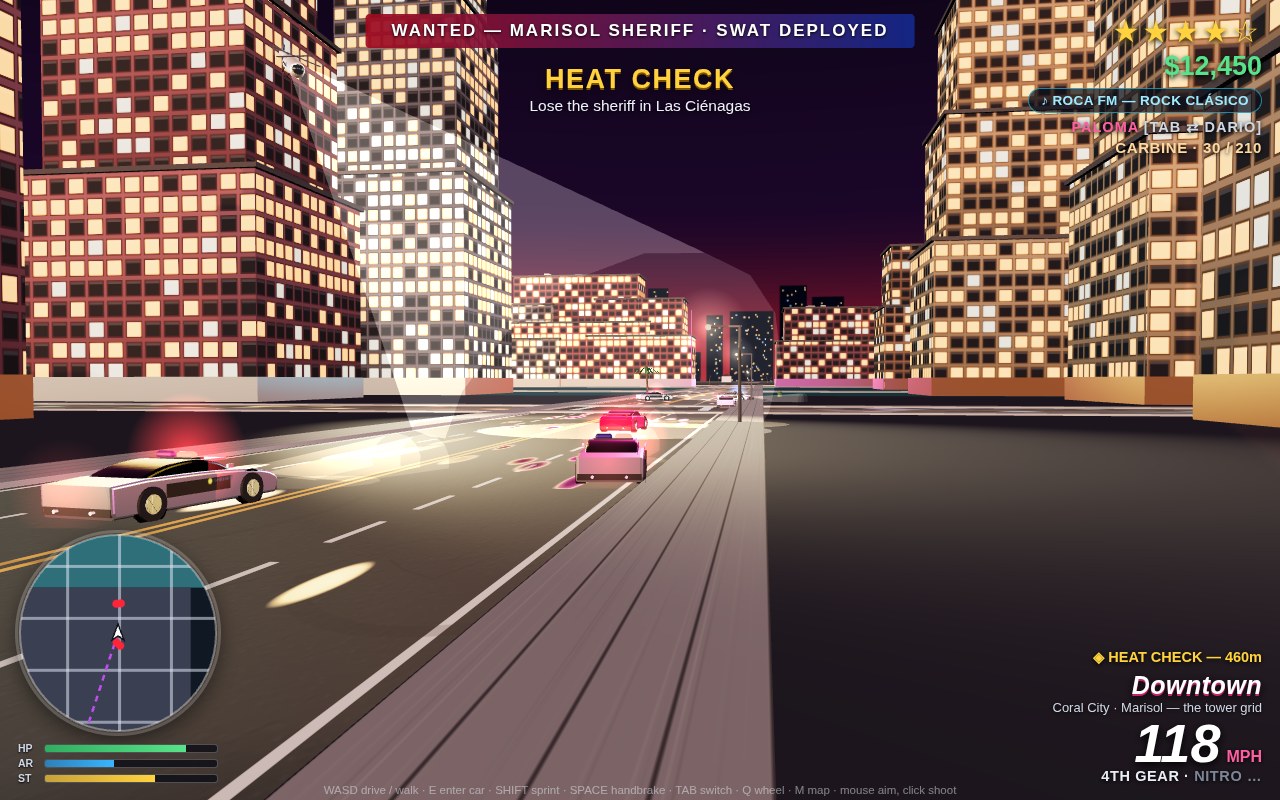 WANTED — MARISOL SHERIFF · SWAT DEPLOYED
HEAT CHECK
Lose the sheriff in Las Ciénagas
★ ★ ★ ★ ☆
$12,450
♪ ROCA FM — ROCK CLÁSICO
PALOMA [TAB ⇄ DARIO]
CARBINE · 30 / 210
HP
AR
ST
◈ HEAT CHECK — 460m
Downtown
Coral City · Marisol — the tower grid
118 MPH
4TH GEAR · NITRO ...
WASD drive / walk · E enter car · SHIFT sprint · SPACE handbrake · TAB switch · Q wheel · M map · mouse aim, click shoot